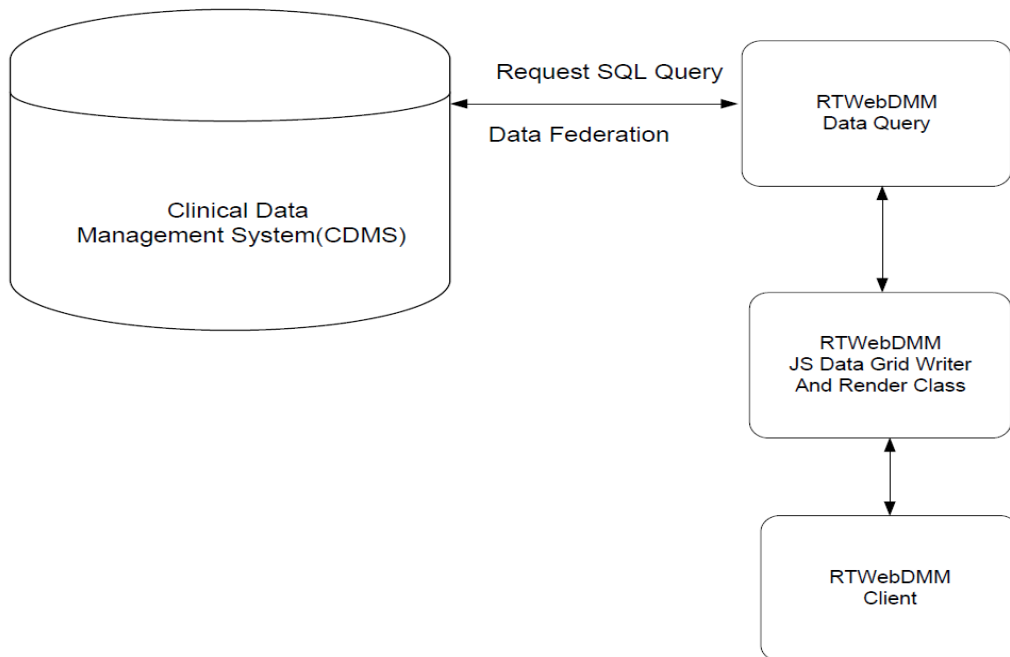 Request SQL Query
Data Federation
Clinical Data
Management System(CDMS)
RTWebDMM
Data Query
RTWebDMM
JS Data Grid Writer
And Render Class
RTWebDMM
Client